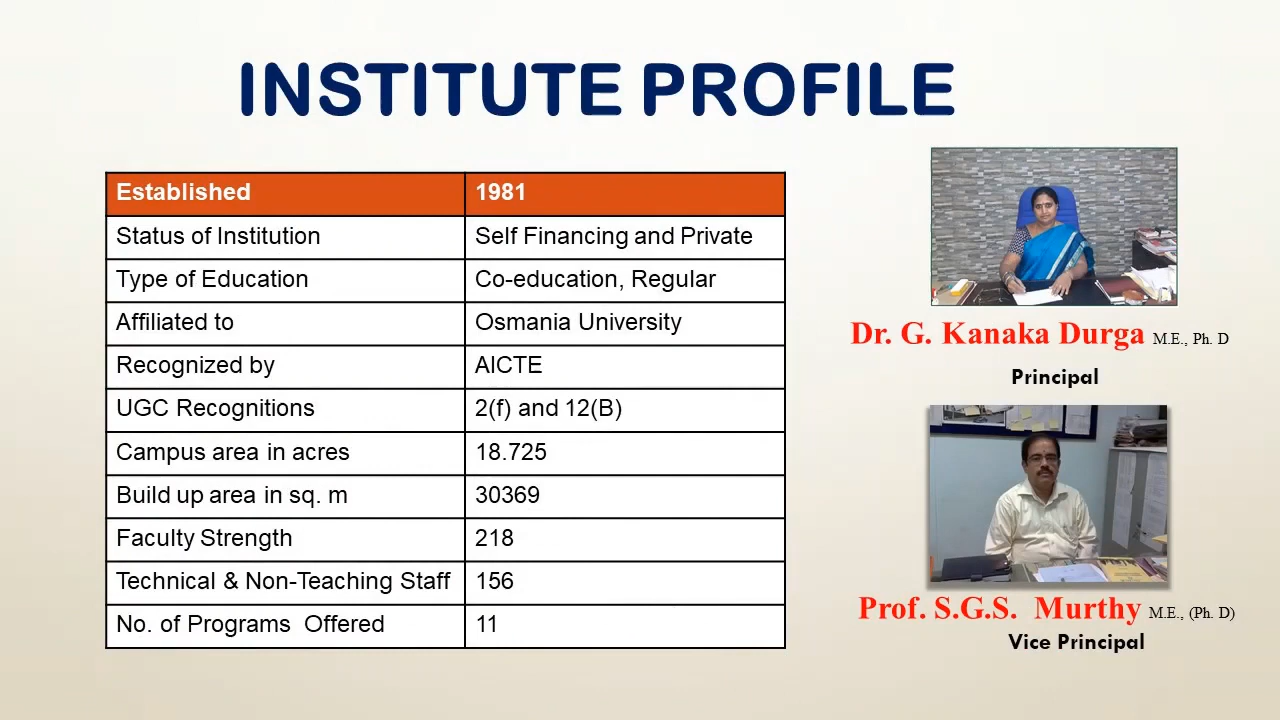 INSTITUTE PROFILE
Established 1981
Status of Institution Self Financing and Private
Type of Education Co-education, Regular
Affiliated to Osmania University
Recognized by AICTE
UGC Recognitions 2(f) and 12(B)
Campus area in acres 18.725
Build up area in sq. m 30369
Faculty Strength 218
Technical & Non-Teaching Staff 156
No. of Programs Offered 11
Dr. G. Kanaka Durga M.E., Ph. D
Principal
Prof. S.G.S. Murthy M.E., (Ph. D)
Vice Principal